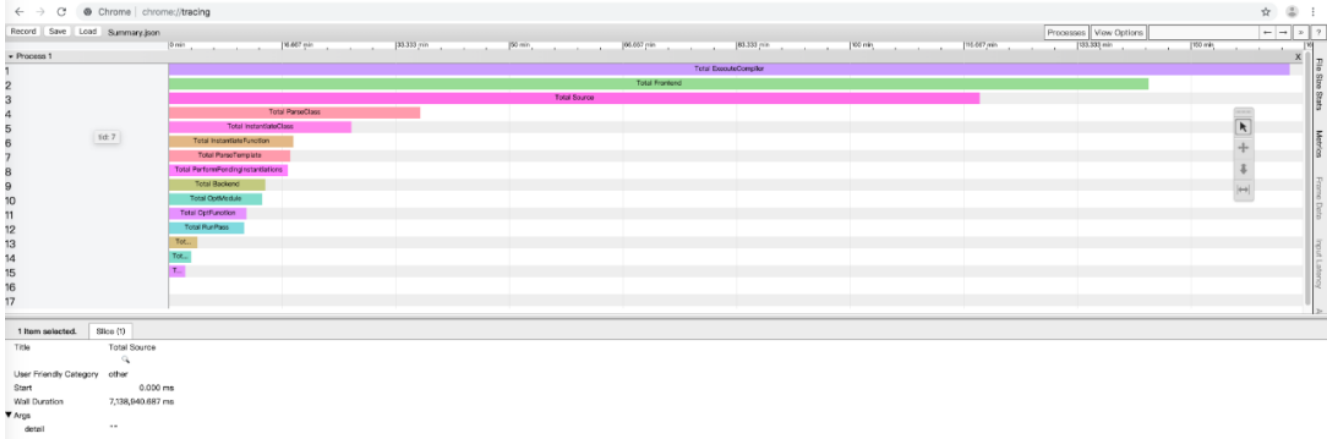 Chrome | chrome://tracing
Record Save Load Summary.json Processes View Options ← → » ?
0 min 16.667 min 33.333 min 50 min 66.667 min 83.333 min 100 min 116.667 min 133.333 min 150 min
Process 1 X
1 Total ExecuteCompiler
2 Total Frontend
3 Total Source
4 Total ParseClass
5 Total InstantiateClass
6 Total InstantiateFunction
tid: 7
7 Total ParseTemplate
8 Total PerformPendingInstantiations
9 Total Backend
10 Total OptModule
11 Total OptFunction
12 Total RunPass
13 Tot...
14 Tot...
15 T...
16
17
File Size Stats
Metrics
Frame Data
Input Latency
1 item selected. Slice (1)
Title Total Source
User Friendly Category other
Start 0.000 ms
Wall Duration 7,138,940.687 ms
Args
detail ""